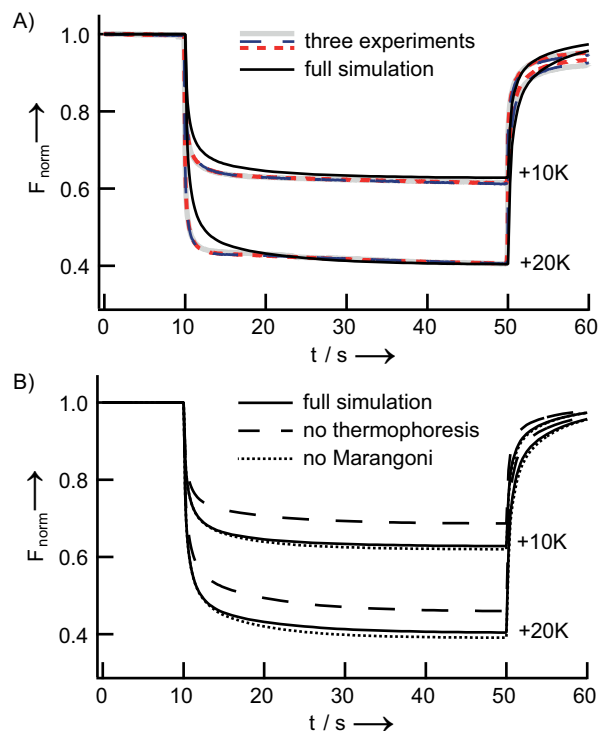 A)
1.0
0.8
0.6
0.4
F norm
three experiments
full simulation
+10K
+20K
0 10 20 30 40 50 60
t / s
B)
1.0
0.8
0.6
0.4
F norm
full simulation
no thermophoresis
no Marangoni
+10K
+20K
0 10 20 30 40 50 60
t / s